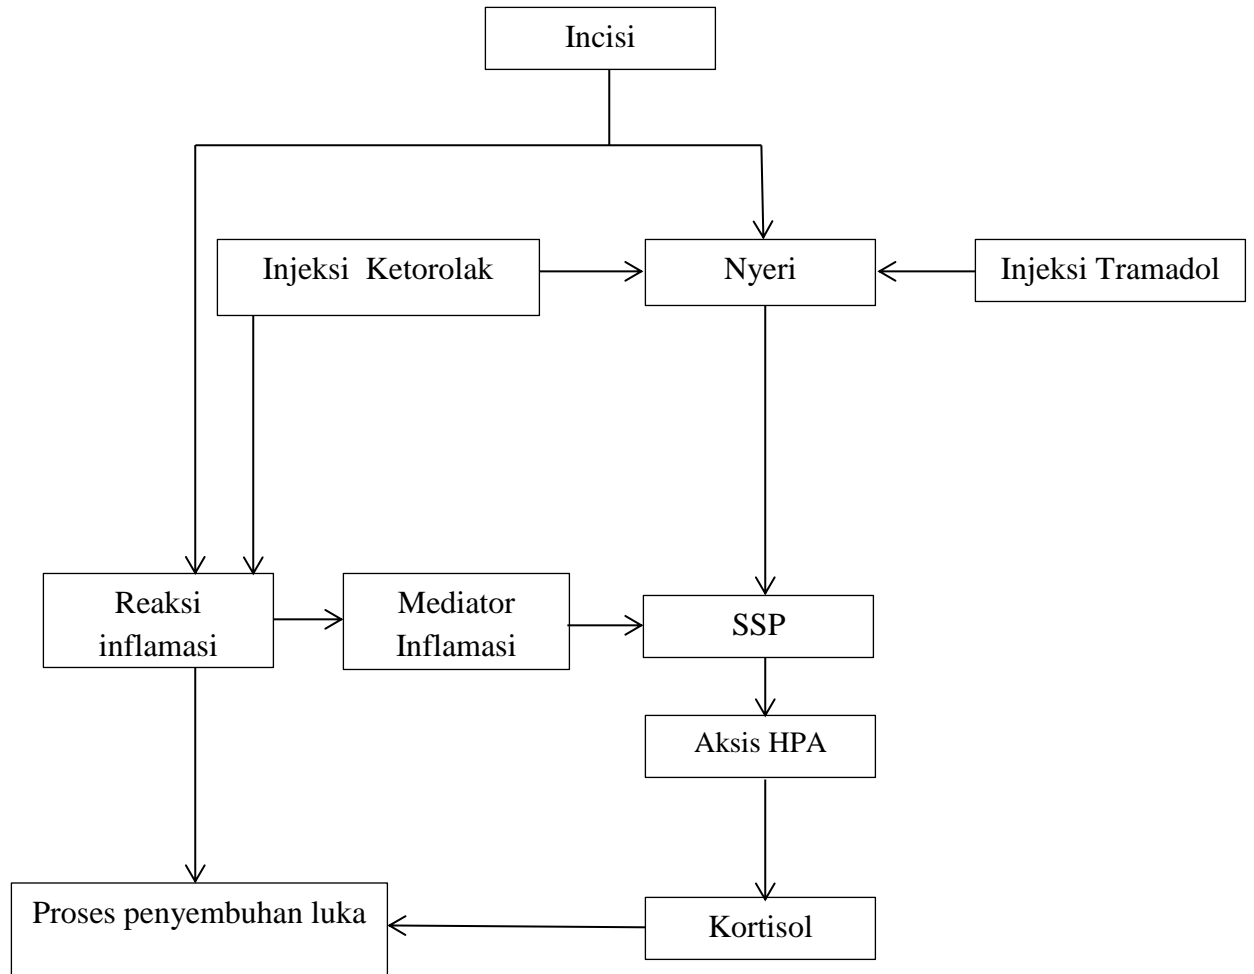 Incisi
Injeksi  Ketorolak
Nyeri
Injeksi Tramadol
Reaksi
inflamasi
Mediator
Inflamasi
SSP
Aksis HPA
Proses penyembuhan luka
Kortisol